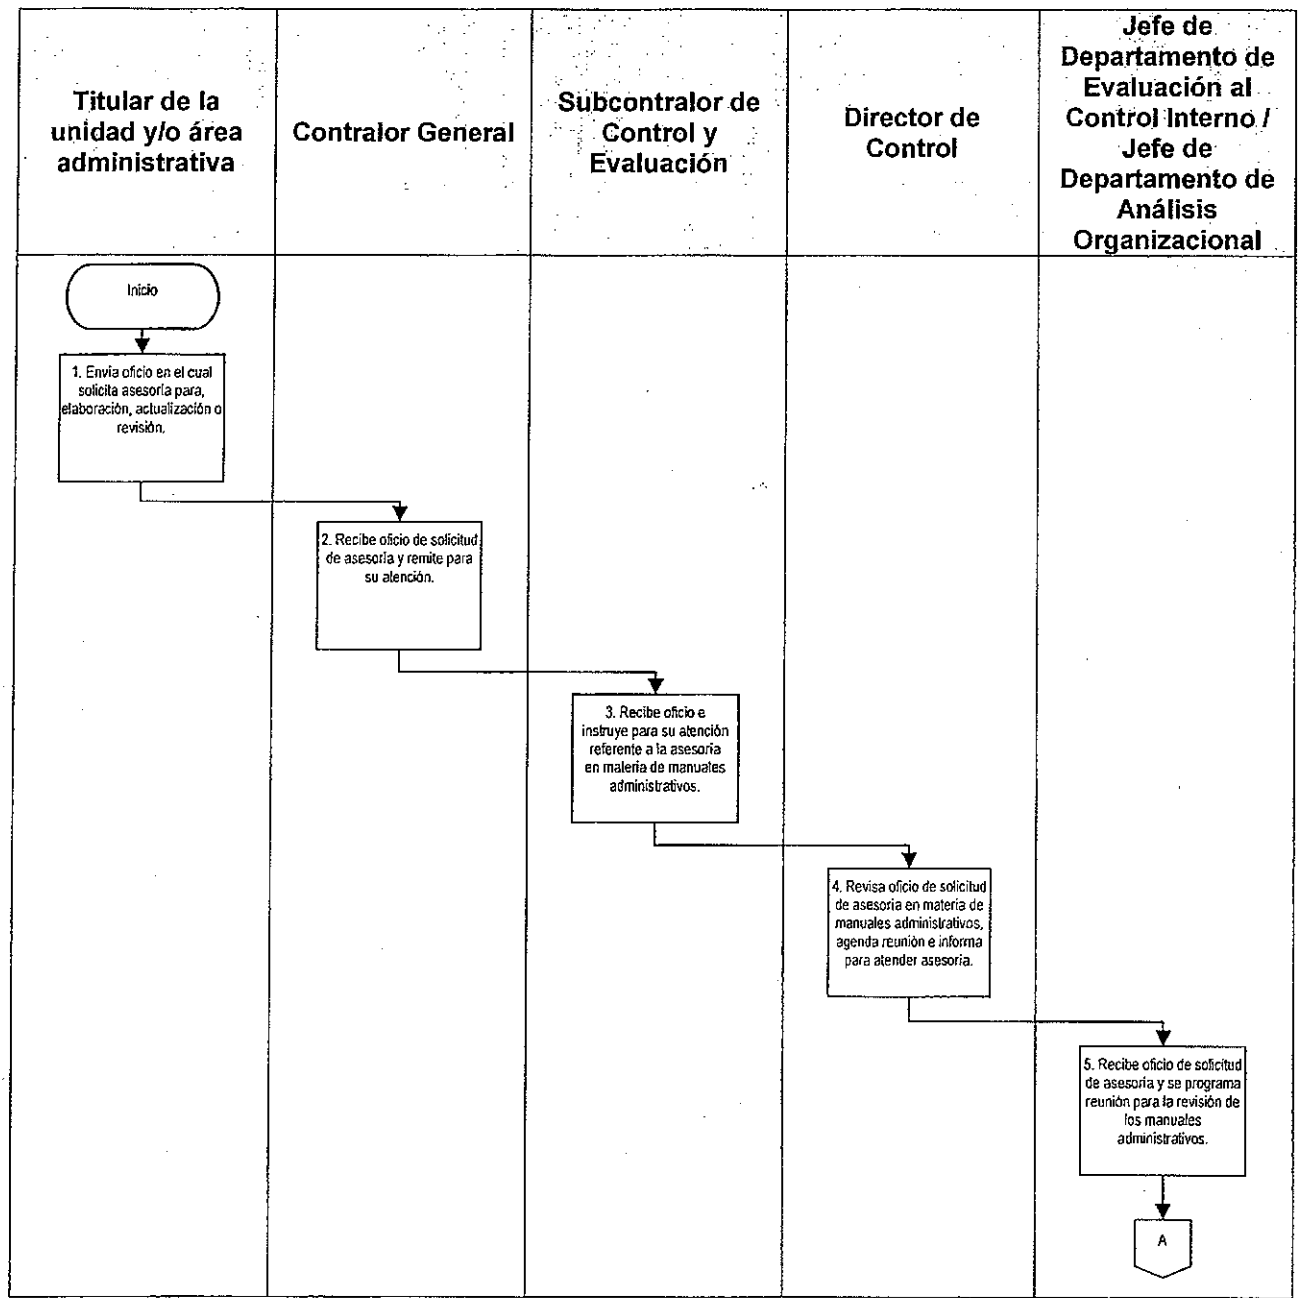 Titular de la
unidad y/o área
administrativa
Contralor General
Subcontralor de
Control y
Evaluación
Director de
Control
Jefe de
Departamento de
Evaluación al
Control Interno /
Jefe de
Departamento de
Análisis
Organizacional
Inicio
1. Envia oficio en el cual
solicita asesoría para,
elaboración, actualización o
revisión.
2. Recibe oficio de solicitud
de asesoría y remite para
su atención.
3. Recibe oficio e
instruye para su atención
referente a la asesoría
en materia de manuales
administrativos.
4. Revisa oficio de solicitud
de asesoría en materia de
manuales administrativos,
agenda reunión e informa
para atender asesoría.
5. Recibe oficio de solicitud
de asesoría y se programa
reunión para la revisión de
los manuales
administrativos.
A